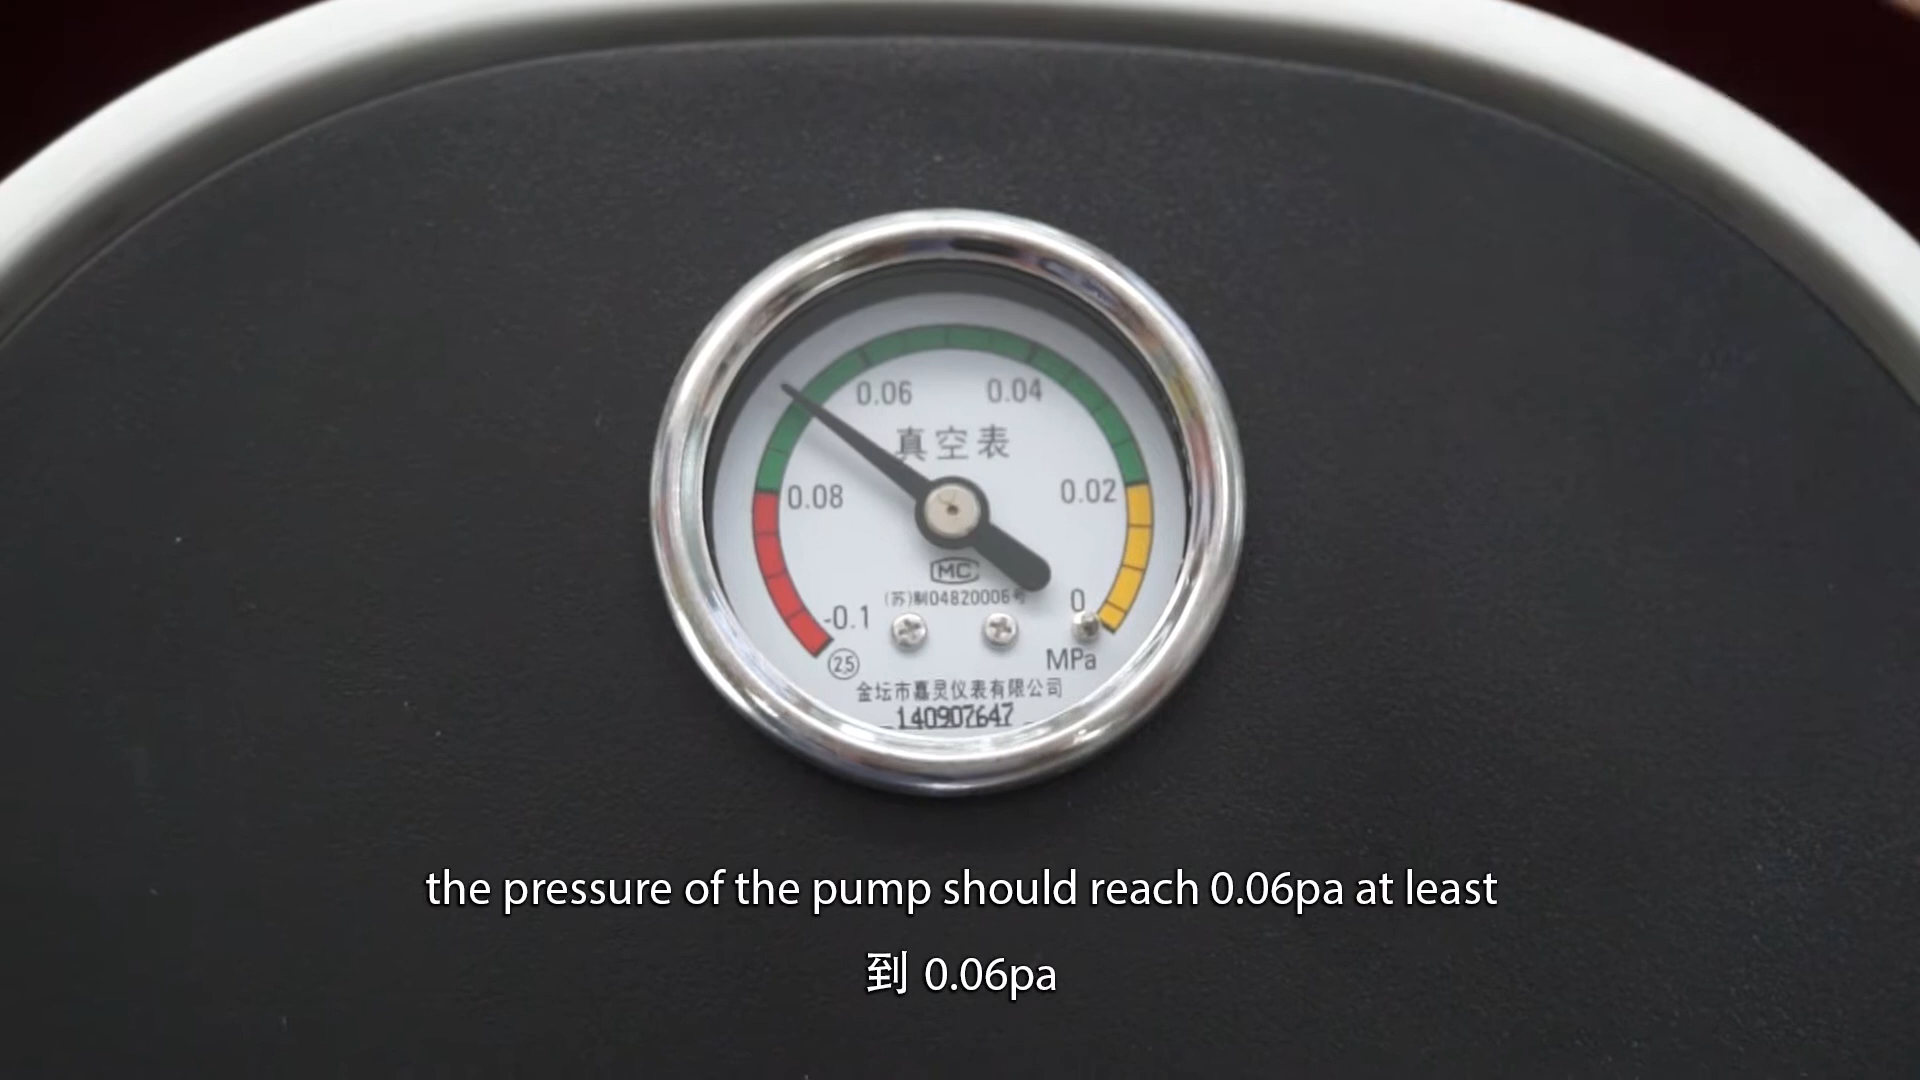 0.06 0.04
真空表
0.08 0.02
MC
(苏)制04820006号
-0.1 0
25 MPa
金坛市嘉灵仪表有限公司
140907647
the pressure of the pump should reach 0.06pa at least
到 0.06pa